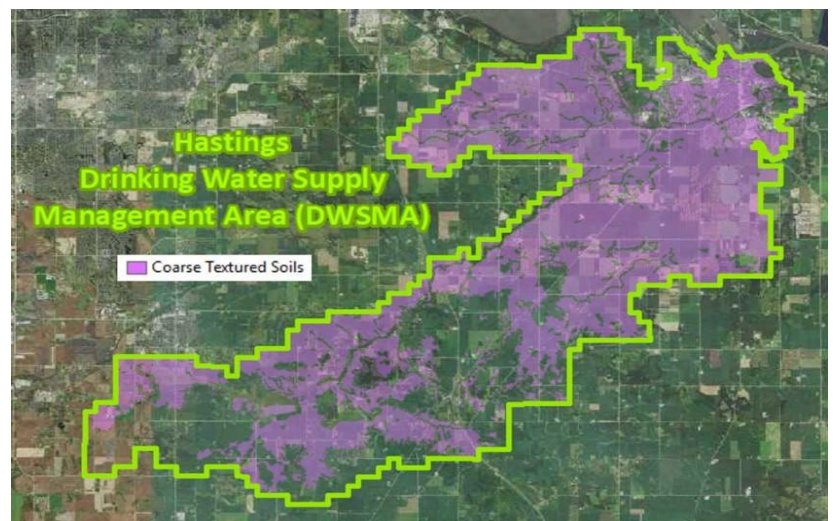 Hastings
Drinking Water Supply
Management Area (DWSMA)
Coarse Textured Soils